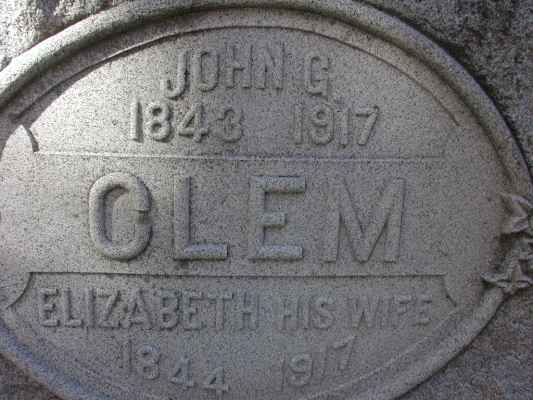 JOHN G.
1843 1917
CLEM
ELIZABETH HIS WIFE
1844 1917